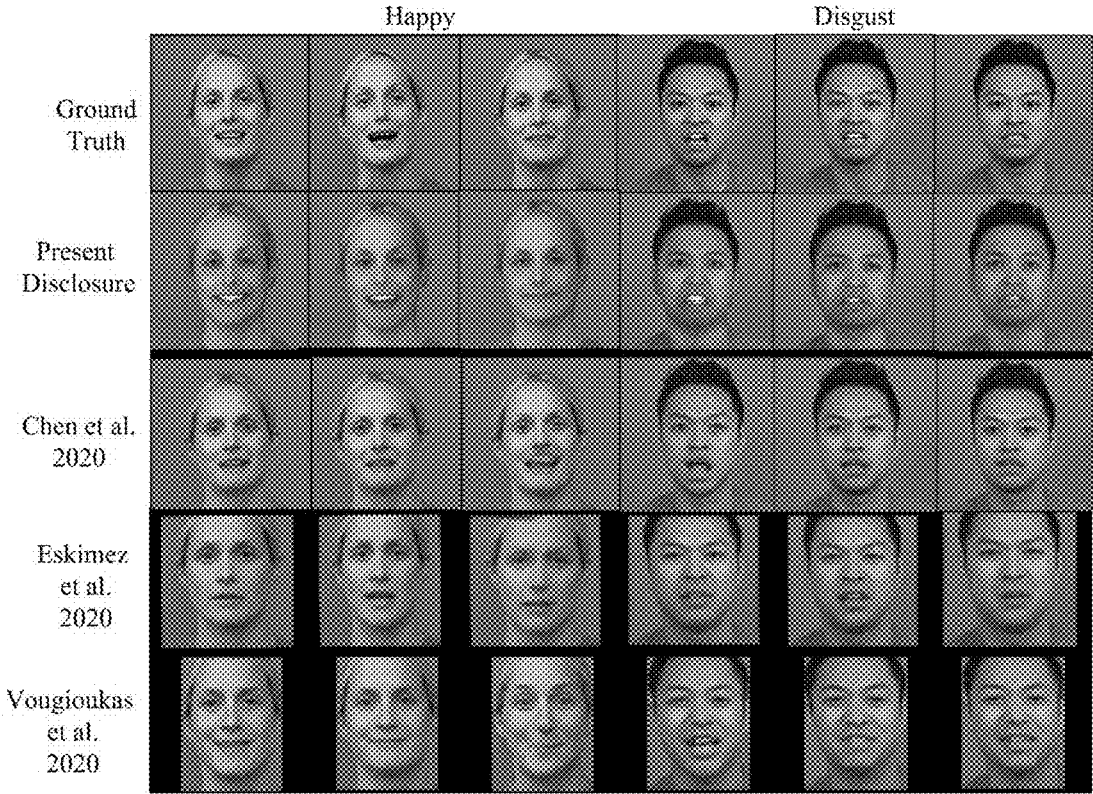 Happy
Disgust
Ground
Truth
Present
Disclosure
Chen et al.
2020
Eskimez
et al.
2020
Vougioukas
et al.
2020